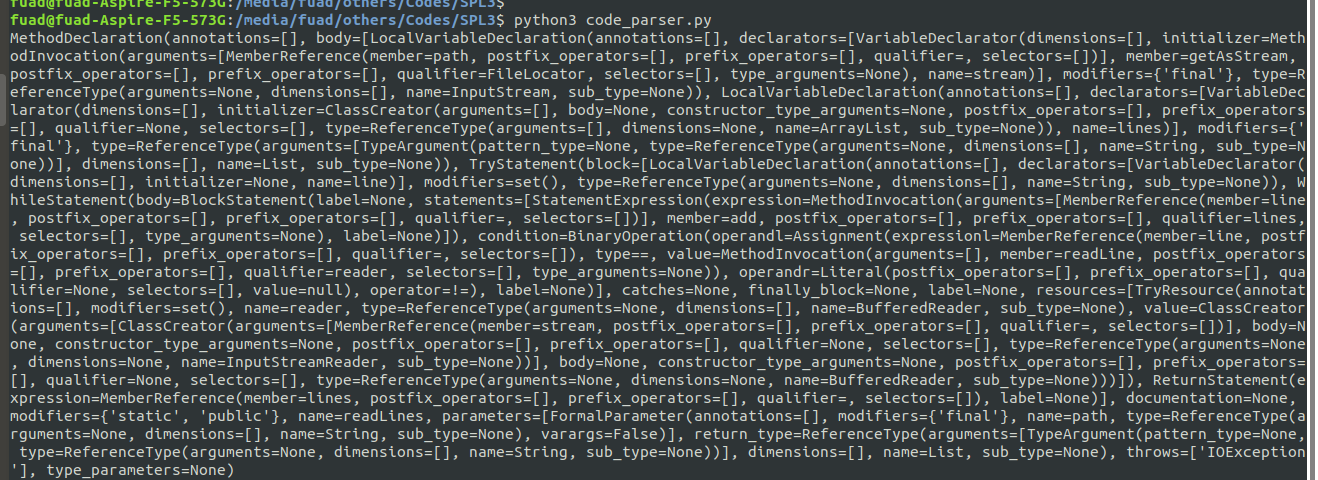 fuad@fuad-Aspire-F5-573G:/media/fuad/others/Codes/SPL3$
fuad@fuad-Aspire-F5-573G:/media/fuad/others/Codes/SPL3$ python3 code_parser.py
MethodDeclaration(annotations=[], body=[LocalVariableDeclaration(annotations=[], declarators=[VariableDeclarator(dimensions=[], initializer=Meth
odInvocation(arguments=[MemberReference(member=path, postfix_operators=[], prefix_operators=[], qualifier=, selectors=[])], member=getAsStream,
postfix_operators=[], prefix_operators=[], qualifier=FileLocator, selectors=[], type_arguments=None), name=stream)], modifiers={'final'}, type=R
eferenceType(arguments=None, dimensions=[], name=InputStream, sub_type=None)), LocalVariableDeclaration(annotations=[], declarators=[VariableDec
larator(dimensions=[], initializer=ClassCreator(arguments=[], body=None, constructor_type_arguments=None, postfix_operators=[], prefix_operators
=[], qualifier=None, selectors=[], type=ReferenceType(arguments=[], dimensions=None, name=ArrayList, sub_type=None)), name=lines)], modifiers={'
final'}, type=ReferenceType(arguments=[TypeArgument(pattern_type=None, type=ReferenceType(arguments=None, dimensions=[], name=String, sub_type=N
one))], dimensions=[], name=List, sub_type=None)), TryStatement(block=[LocalVariableDeclaration(annotations=[], declarators=[VariableDeclarator(
dimensions=[], initializer=None, name=line)], modifiers=set(), type=ReferenceType(arguments=None, dimensions=[], name=String, sub_type=None)), W
hileStatement(body=BlockStatement(label=None, statements=[StatementExpression(expression=MethodInvocation(arguments=[MemberReference(member=line
, postfix_operators=[], prefix_operators=[], qualifier=, selectors=[])], member=add, postfix_operators=[], prefix_operators=[], qualifier=lines,
selectors=[], type_arguments=None), label=None)]), condition=BinaryOperation(operandl=Assignment(expressionl=MemberReference(member=line, postf
ix_operators=[], prefix_operators=[], qualifier=, selectors=[]), type==, value=MethodInvocation(arguments=[], member=readLine, postfix_operators
=[], prefix_operators=[], qualifier=reader, selectors=[], type_arguments=None)), operandr=Literal(postfix_operators=[], prefix_operators=[], qua
lifier=None, selectors=[], value=null), operator=!=), label=None)], catches=None, finally_block=None, label=None, resources=[TryResource(annotat
ions=[], modifiers=set(), name=reader, type=ReferenceType(arguments=None, dimensions=[], name=BufferedReader, sub_type=None), value=ClassCreator
(arguments=[ClassCreator(arguments=[MemberReference(member=stream, postfix_operators=[], prefix_operators=[], qualifier=, selectors=[])], body=N
one, constructor_type_arguments=None, postfix_operators=[], prefix_operators=[], qualifier=None, selectors=[], type=ReferenceType(arguments=None
, dimensions=None, name=InputStreamReader, sub_type=None))], body=None, constructor_type_arguments=None, postfix_operators=[], prefix_operators=
[], qualifier=None, selectors=[], type=ReferenceType(arguments=None, dimensions=None, name=BufferedReader, sub_type=None)))]), ReturnStatement(e
xpression=MemberReference(member=lines, postfix_operators=[], prefix_operators=[], qualifier=, selectors=[]), label=None)], documentation=None,
modifiers={'static', 'public'}, name=readLines, parameters=[FormalParameter(annotations=[], modifiers={'final'}, name=path, type=ReferenceType(a
rguments=None, dimensions=[], name=String, sub_type=None), varargs=False)], return_type=ReferenceType(arguments=[TypeArgument(pattern_type=None,
type=ReferenceType(arguments=None, dimensions=[], name=String, sub_type=None))], dimensions=[], name=List, sub_type=None), throws=['IOException
'], type_parameters=None)